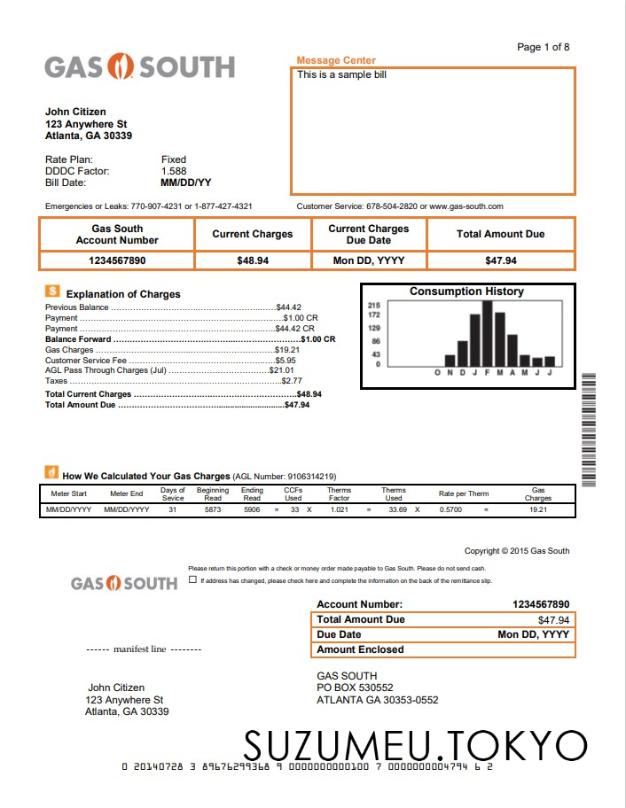 Page 1 of 8
GAS SOUTH
Message Center
This is a sample bill
John Citizen
123 Anywhere St
Atlanta, GA 30339
Rate Plan: Fixed
DDDC Factor: 1.588
Bill Date: MM/DD/YY
Emergencies or Leaks: 770-907-4231 or 1-877-427-4321 Customer Service: 678-504-2820 or www.gas-south.com
Gas South Account Number Current Charges Current Charges Due Date Total Amount Due
1234567890 $48.94 Mon DD, YYYY $47.94
$ Explanation of Charges
Previous Balance ...$44.42
Payment ...$1.00 CR
Payment ...$44.42 CR
Balance Forward ...$1.00 CR
Gas Charges ...$19.21
Customer Service Fee ...$5.95
AGL Pass Through Charges (Jul) ...$21.01
Taxes ...$2.77
Total Current Charges ...$48.94
Total Amount Due ...$47.94
Consumption History
215
172
129
86
43
0
O N D J F M A M J J
How We Calculated Your Gas Charges (AGL Number: 9106314219)
Meter Start Meter End Days of Sevice Beginning Read Ending Read CCFs Used Therms Factor Therms Used Rate per Therm Gas Charges
MM/DD/YYYY MM/DD/YYYY 31 5873 5906 = 33 X 1.021 = 33.69 X 0.5700 = 19.21
Copyright © 2015 Gas South
GAS SOUTH
Please return this portion with a check or money order made payable to Gas South. Please do not send cash.
If address has changed, please check here and complete the information on the back of the remittance slip.
Account Number: 1234567890
Total Amount Due $47.94
Due Date Mon DD, YYYY
Amount Enclosed
------ manifest line --------
John Citizen
123 Anywhere St
Atlanta, GA 30339
GAS SOUTH
PO BOX 530552
ATLANTA GA 30353-0552
SUZUMEU.TOKYO
0 20140728 3 89676299368 9 0000000000100 7 0000000004794 6 2